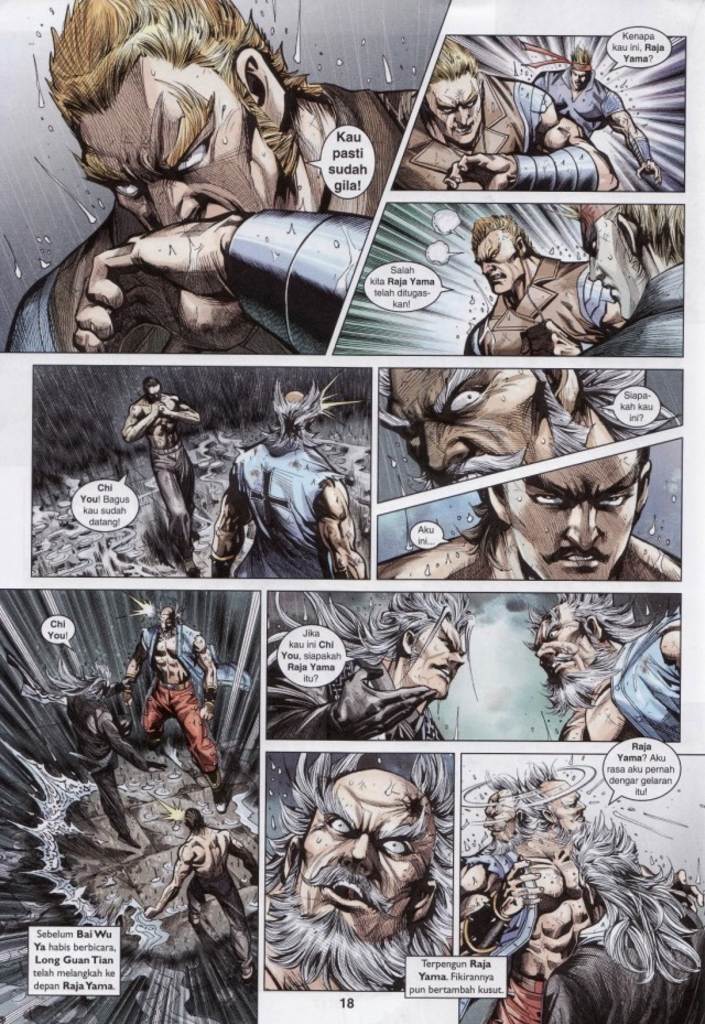 Kau
pasti
sudah
gila!
Kenapa
kau ini, Raja
Yama?
Salah
kita Raja Yama
telah ditugas-
kan!
Chi
You! Bagus
kau sudah
datang!
Siapa-
kah kau
ini?
Aku
ini...
Chi
You!
Sebelum Bai Wu
Ya habis berbicara,
Long Guan Tian
telah melangkah ke
depan Raja Yama.
Jika
kau ini Chi
You, siapakah
Raja Yama
itu?
Raja
Yama? Aku
rasa aku pernah
dengar gelaran
itu!
Terpengun Raja
Yama. Fikirannya
pun bertambah kusut.
18